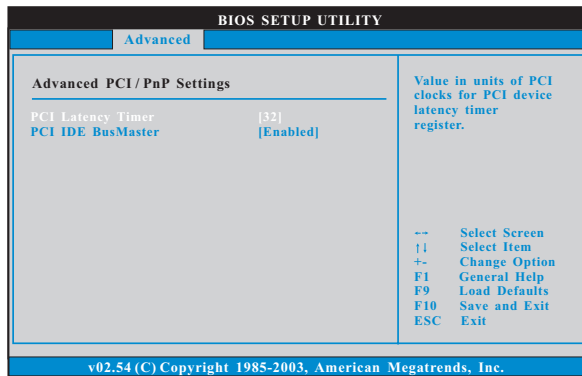 BIOS SETUP UTILITY
Advanced
Advanced PCI / PnP Settings
PCI Latency Timer [32]
PCI IDE BusMaster [Enabled]
Value in units of PCI
clocks for PCI device
latency timer
register.
←→ Select Screen
↑↓ Select Item
+- Change Option
F1 General Help
F9 Load Defaults
F10 Save and Exit
ESC Exit
v02.54 (C) Copyright 1985-2003, American Megatrends, Inc.